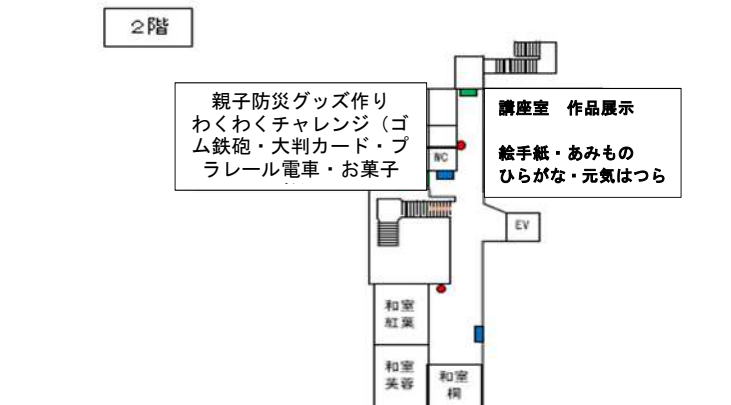 2階
親子防災グッズ作り
わくわくチャレンジ（ゴ
ム鉄砲・大判カード・プ
ラレール電車・お菓子
講座室　作品展示
絵手紙・あみもの
ひらがな・元気はつら
WC
EV
和室
紅葉
和室
芙蓉
和室
桐